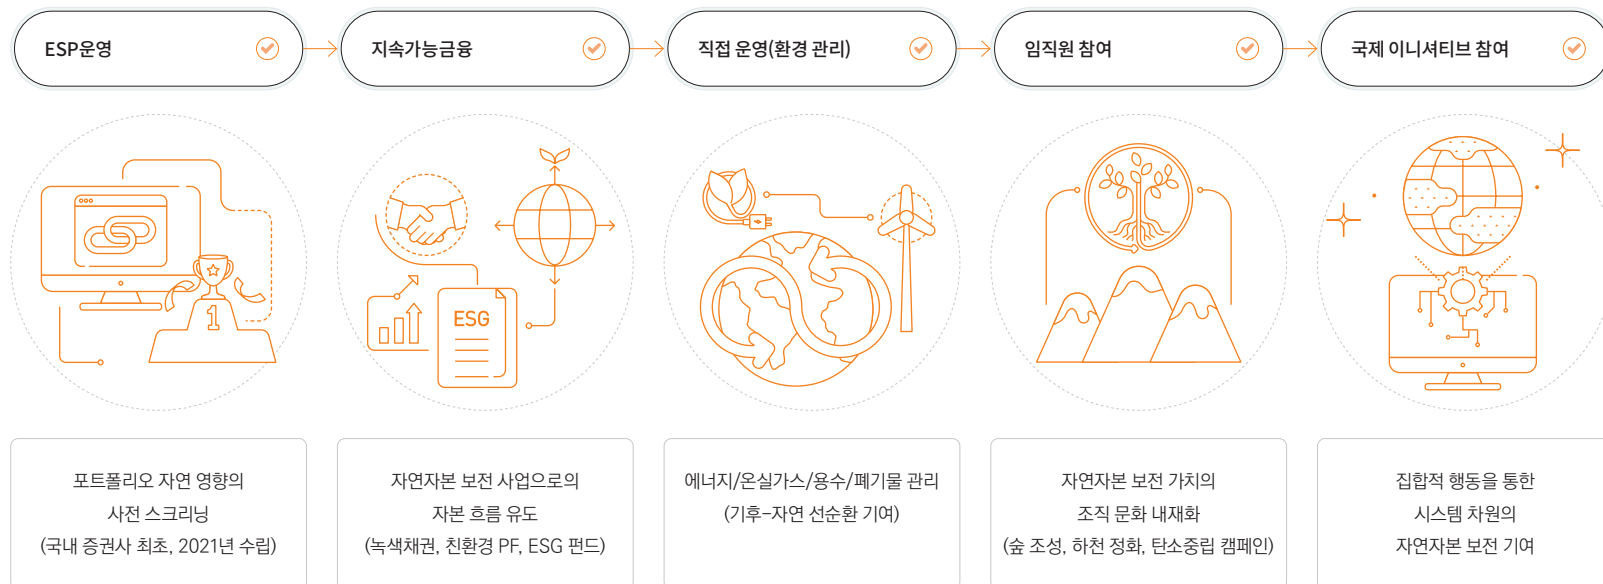 ESP운영
지속가능금융
직접 운영(환경 관리)
임직원 참여
국제 이니셔티브 참여
1
ESG
포트폴리오 자연 영향의
사전 스크리닝
(국내 증권사 최초, 2021년 수립)
자연자본 보전 사업으로의
자본 흐름 유도
(녹색채권, 친환경 PF, ESG 펀드)
에너지/온실가스/용수/폐기물 관리
(기후-자연 선순환 기여)
자연자본 보전 가치의
조직 문화 내재화
(숲 조성, 하천 정화, 탄소중립 캠페인)
집합적 행동을 통한
시스템 차원의
자연자본 보전 기여